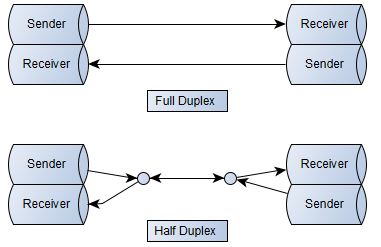 Sender
Receiver
Receiver
Sender
Full Duplex
Sender
Receiver
Receiver
Sender
Half Duplex